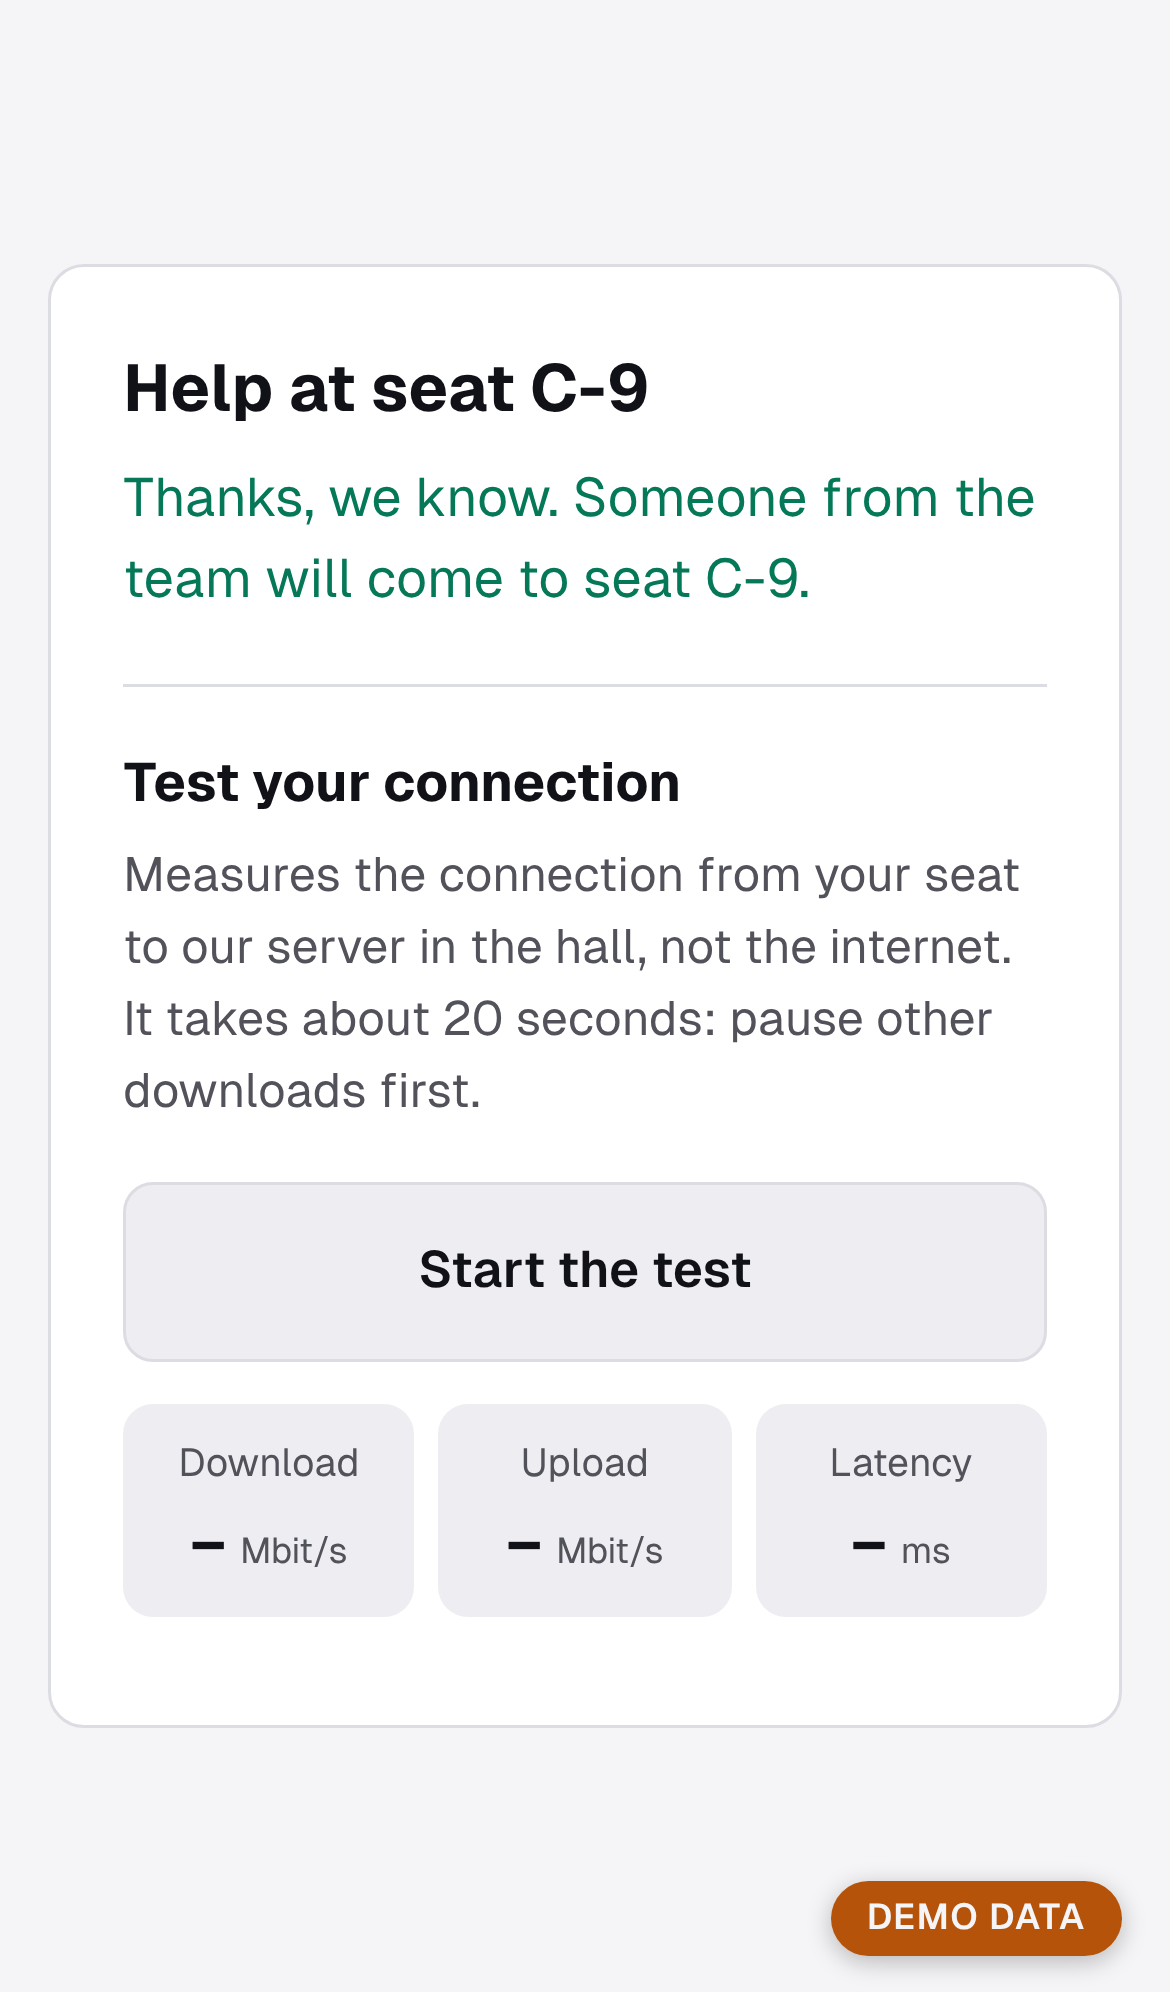 Help at seat C-9
Thanks, we know. Someone from the
team will come to seat C-9.
Test your connection
Measures the connection from your seat
to our server in the hall, not the internet.
It takes about 20 seconds: pause other
downloads first.
Start the test
Download Upload Latency
– Mbit/s – Mbit/s – ms
DEMO DATA